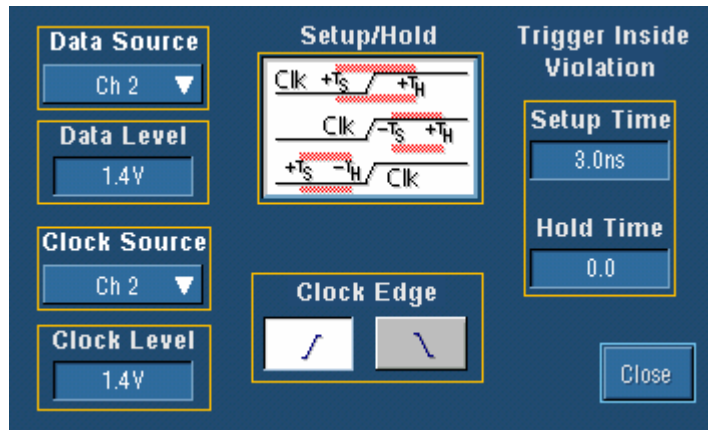 Data Source
Ch 2
Data Level
1.4V
Clock Source
Ch 2
Clock Level
1.4V
Setup/Hold
Clk +TS +TH
Clk -TS +TH
+TS -TH Clk
Clock Edge
Trigger Inside
Violation
Setup Time
3.0ns
Hold Time
0.0
Close